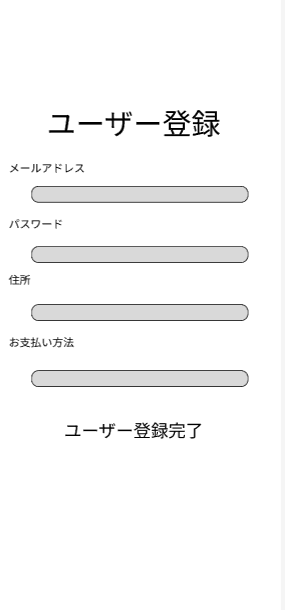 ユーザー登録
メールアドレス
パスワード
住所
お支払い方法
ユーザー登録完了